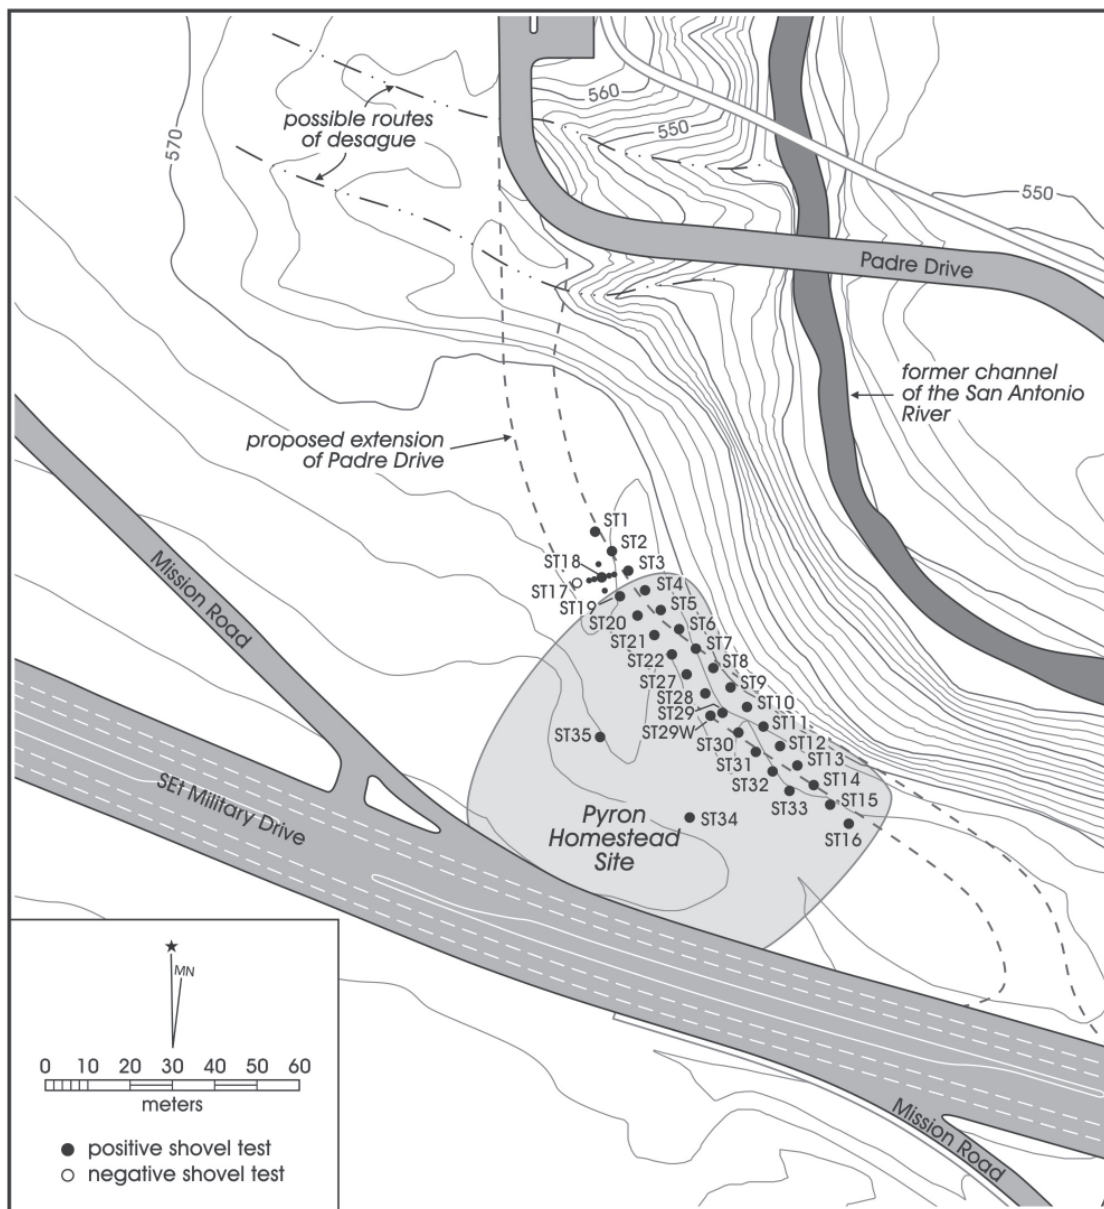 560
possible routes
of desague
550
570
550
Padre Drive
former channel
of the San Antonio
River
proposed extension
of Padre Drive
ST1
ST2
ST18
ST3
ST17
ST4
ST19
ST5
ST20
ST6
ST21
ST7
ST22
ST8
ST27
ST9
ST28
ST10
ST29
ST11
ST29W
ST12
ST30
ST13
ST31
ST14
ST32
ST15
ST33
ST16
ST35
ST34
Mission Road
SEt Military Drive
Pyron
Homestead
Site
MN
0 10 20 30 40 50 60
meters
positive shovel test
negative shovel test
Mission Road